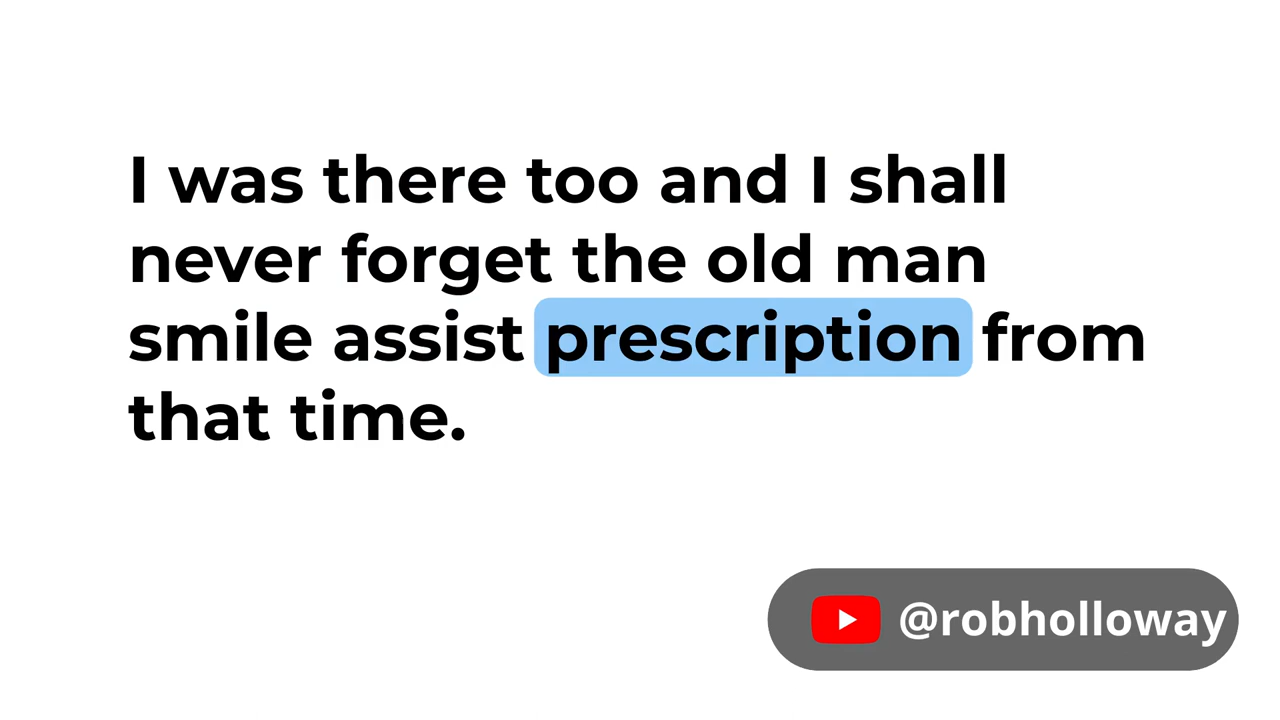 I was there too and I shall
never forget the old man
smile assist prescription from
that time.
@robholloway